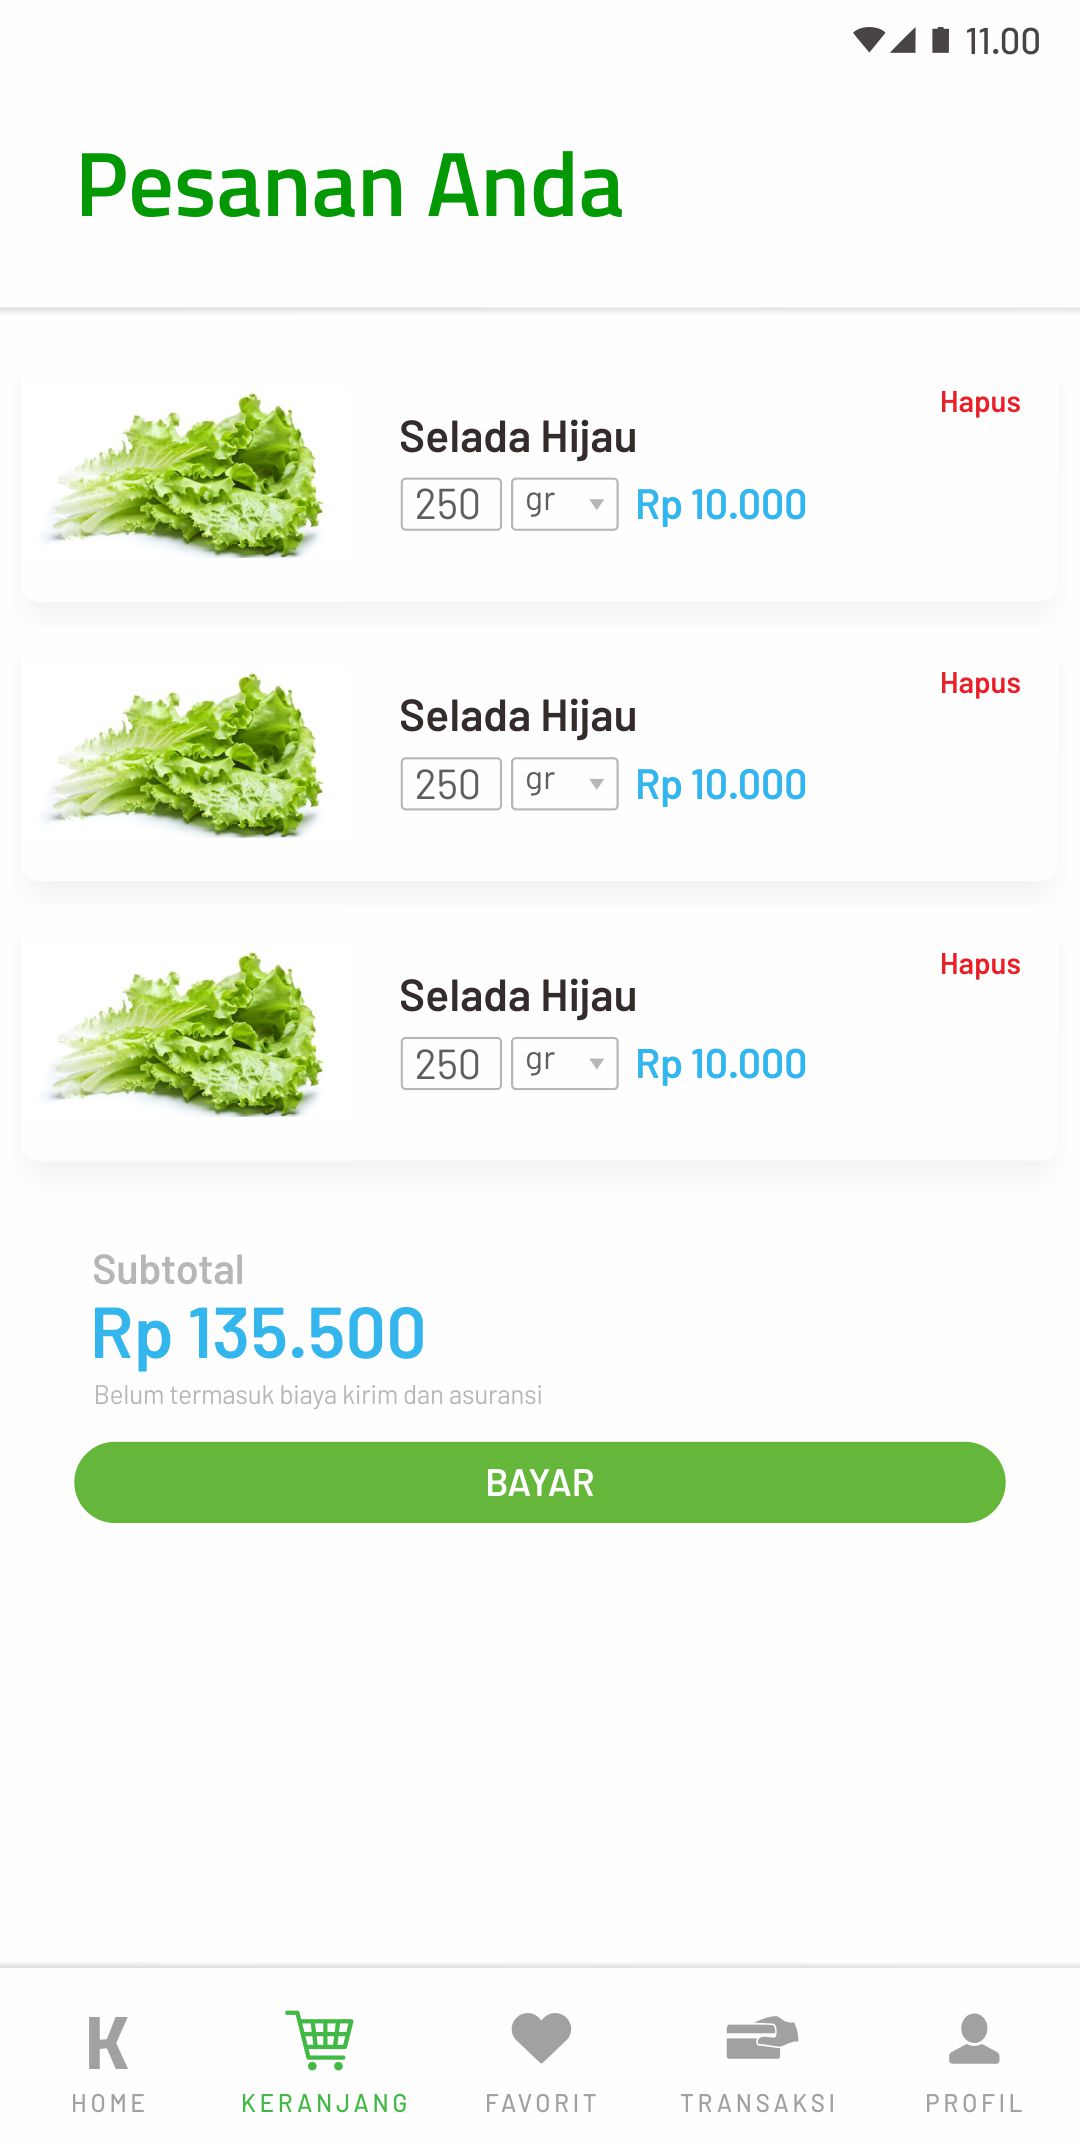 11.00
Pesanan Anda
Hapus
Selada Hijau
250 gr Rp 10.000
Hapus
Selada Hijau
250 gr Rp 10.000
Hapus
Selada Hijau
250 gr Rp 10.000
Subtotal
Rp 135.500
Belum termasuk biaya kirim dan asuransi
BAYAR
K
HOME KERANJANG FAVORIT TRANSAKSI PROFIL